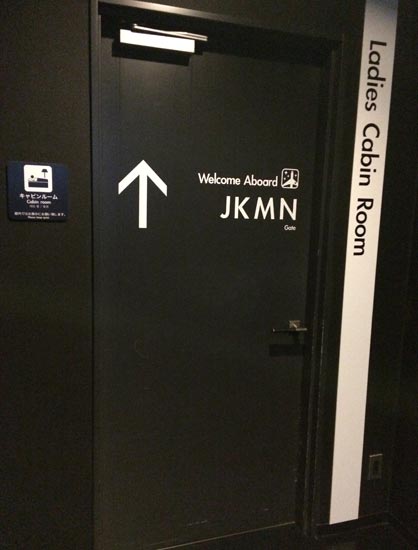 Ladies Cabin Room
Welcome Aboard
JKMN
Gate
キャビンルーム
Cabin room